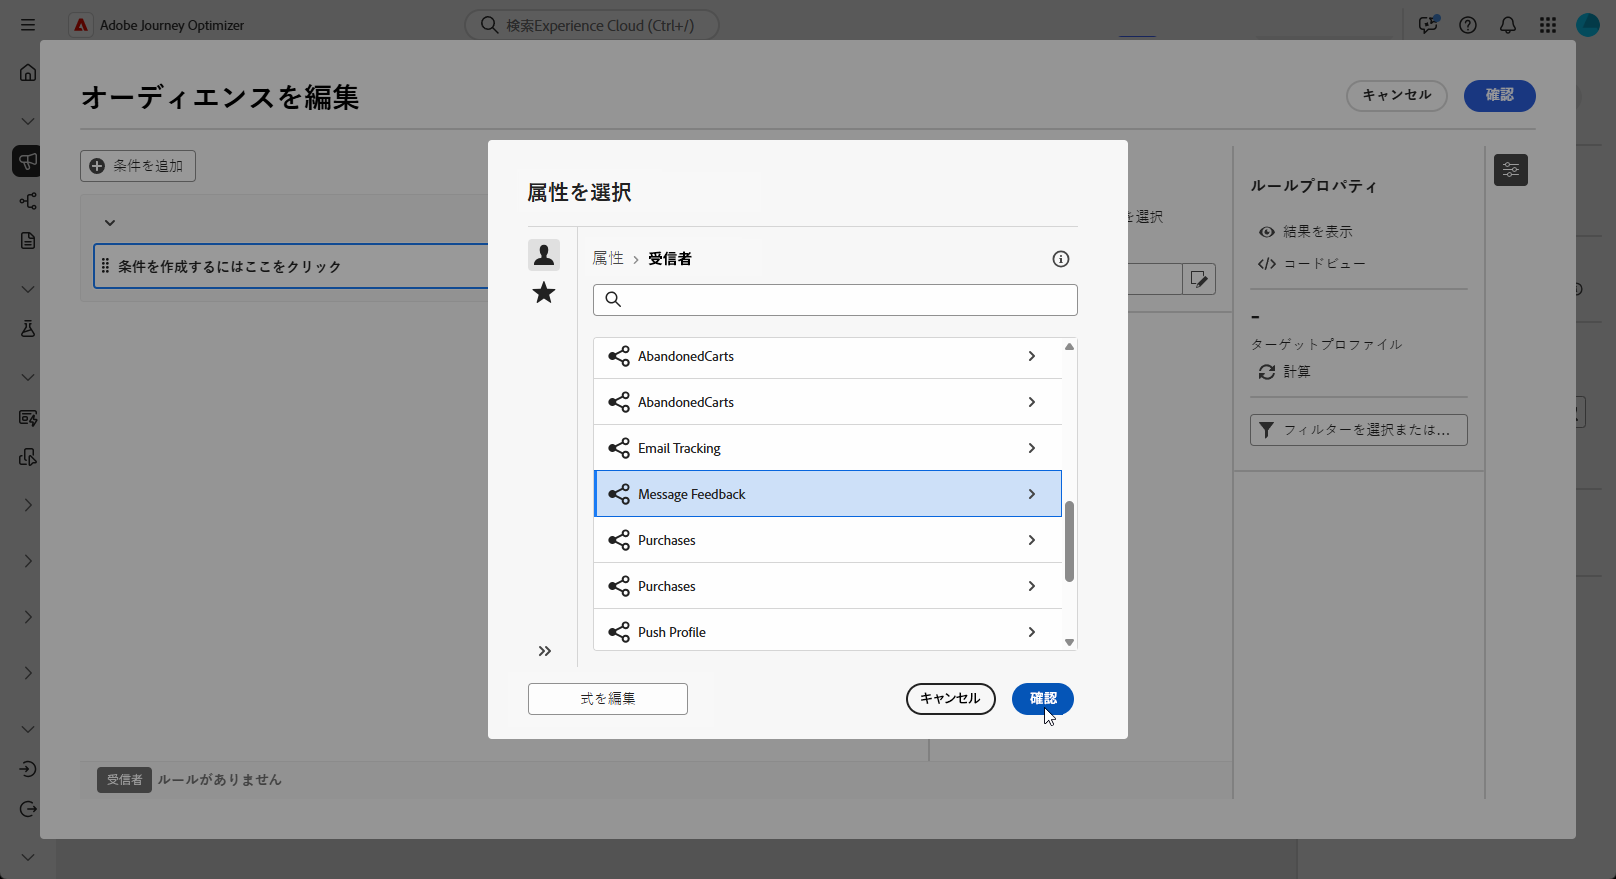 Adobe Journey Optimizer
検索Experience Cloud (Ctrl+/)
オーディエンスを編集
キャンセル
確認
条件を追加
条件を作成するにはここをクリック
を選択
ルールプロパティ
結果を表示
</> コードビュー
–
ターゲットプロファイル
計算
フィルターを選択または...
属性を選択
属性 › 受信者
AbandonedCarts
AbandonedCarts
Email Tracking
Message Feedback
Purchases
Purchases
Push Profile
式を編集
キャンセル
確認
受信者 ルールがありません